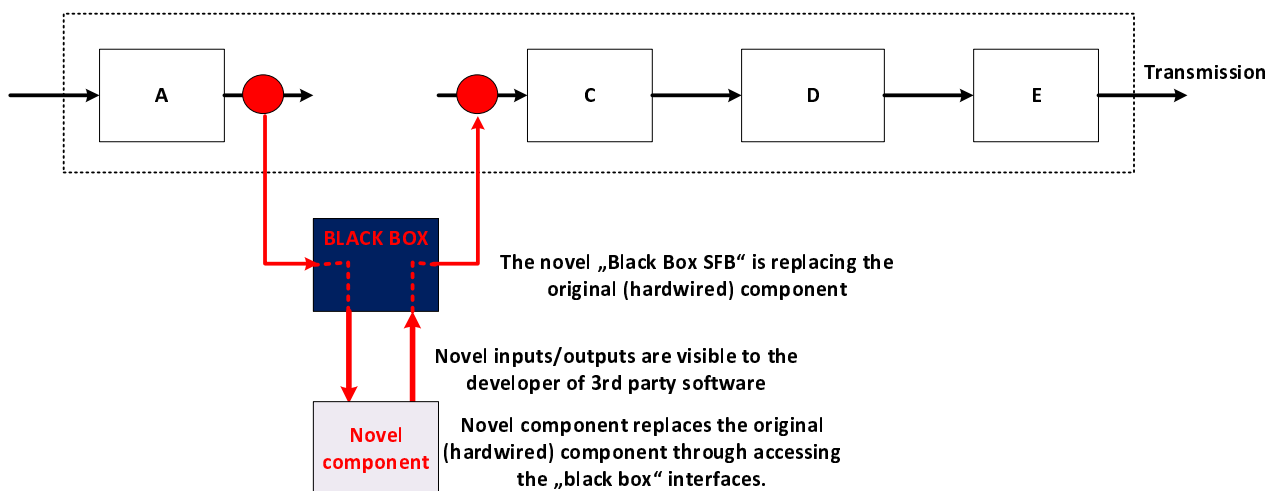 Transmission
A
C
D
E
BLACK BOX
The novel „Black Box SFB“ is replacing the
original (hardwired) component
Novel inputs/outputs are visible to the
developer of 3rd party software
Novel
component
Novel component replaces the original
(hardwired) component through accessing
the „black box“ interfaces.